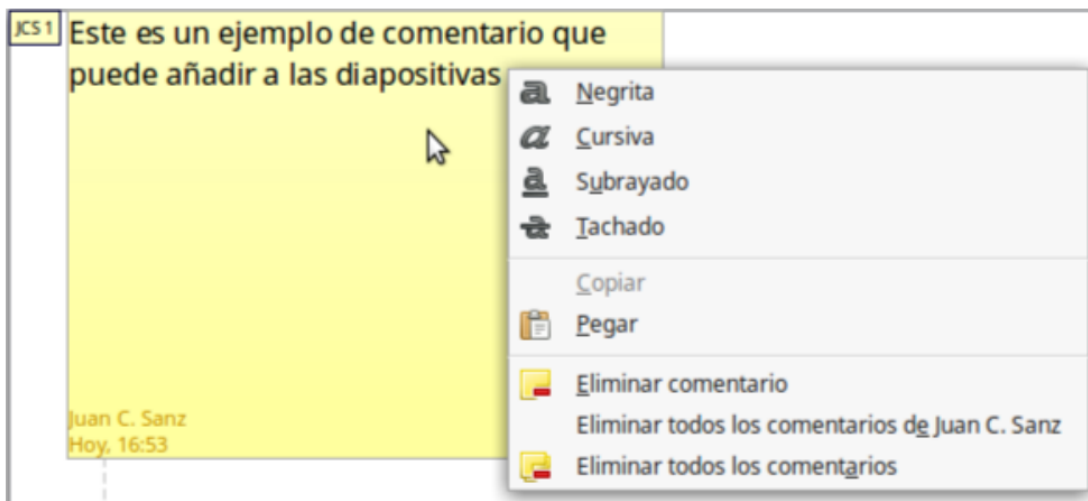 JCS 1
Este es un ejemplo de comentario que
puede añadir a las diapositivas
Juan C. Sanz
Hoy, 16:53
Negrita
Cursiva
Subrayado
Tachado
Copiar
Pegar
Eliminar comentario
Eliminar todos los comentarios de Juan C. Sanz
Eliminar todos los comentarios